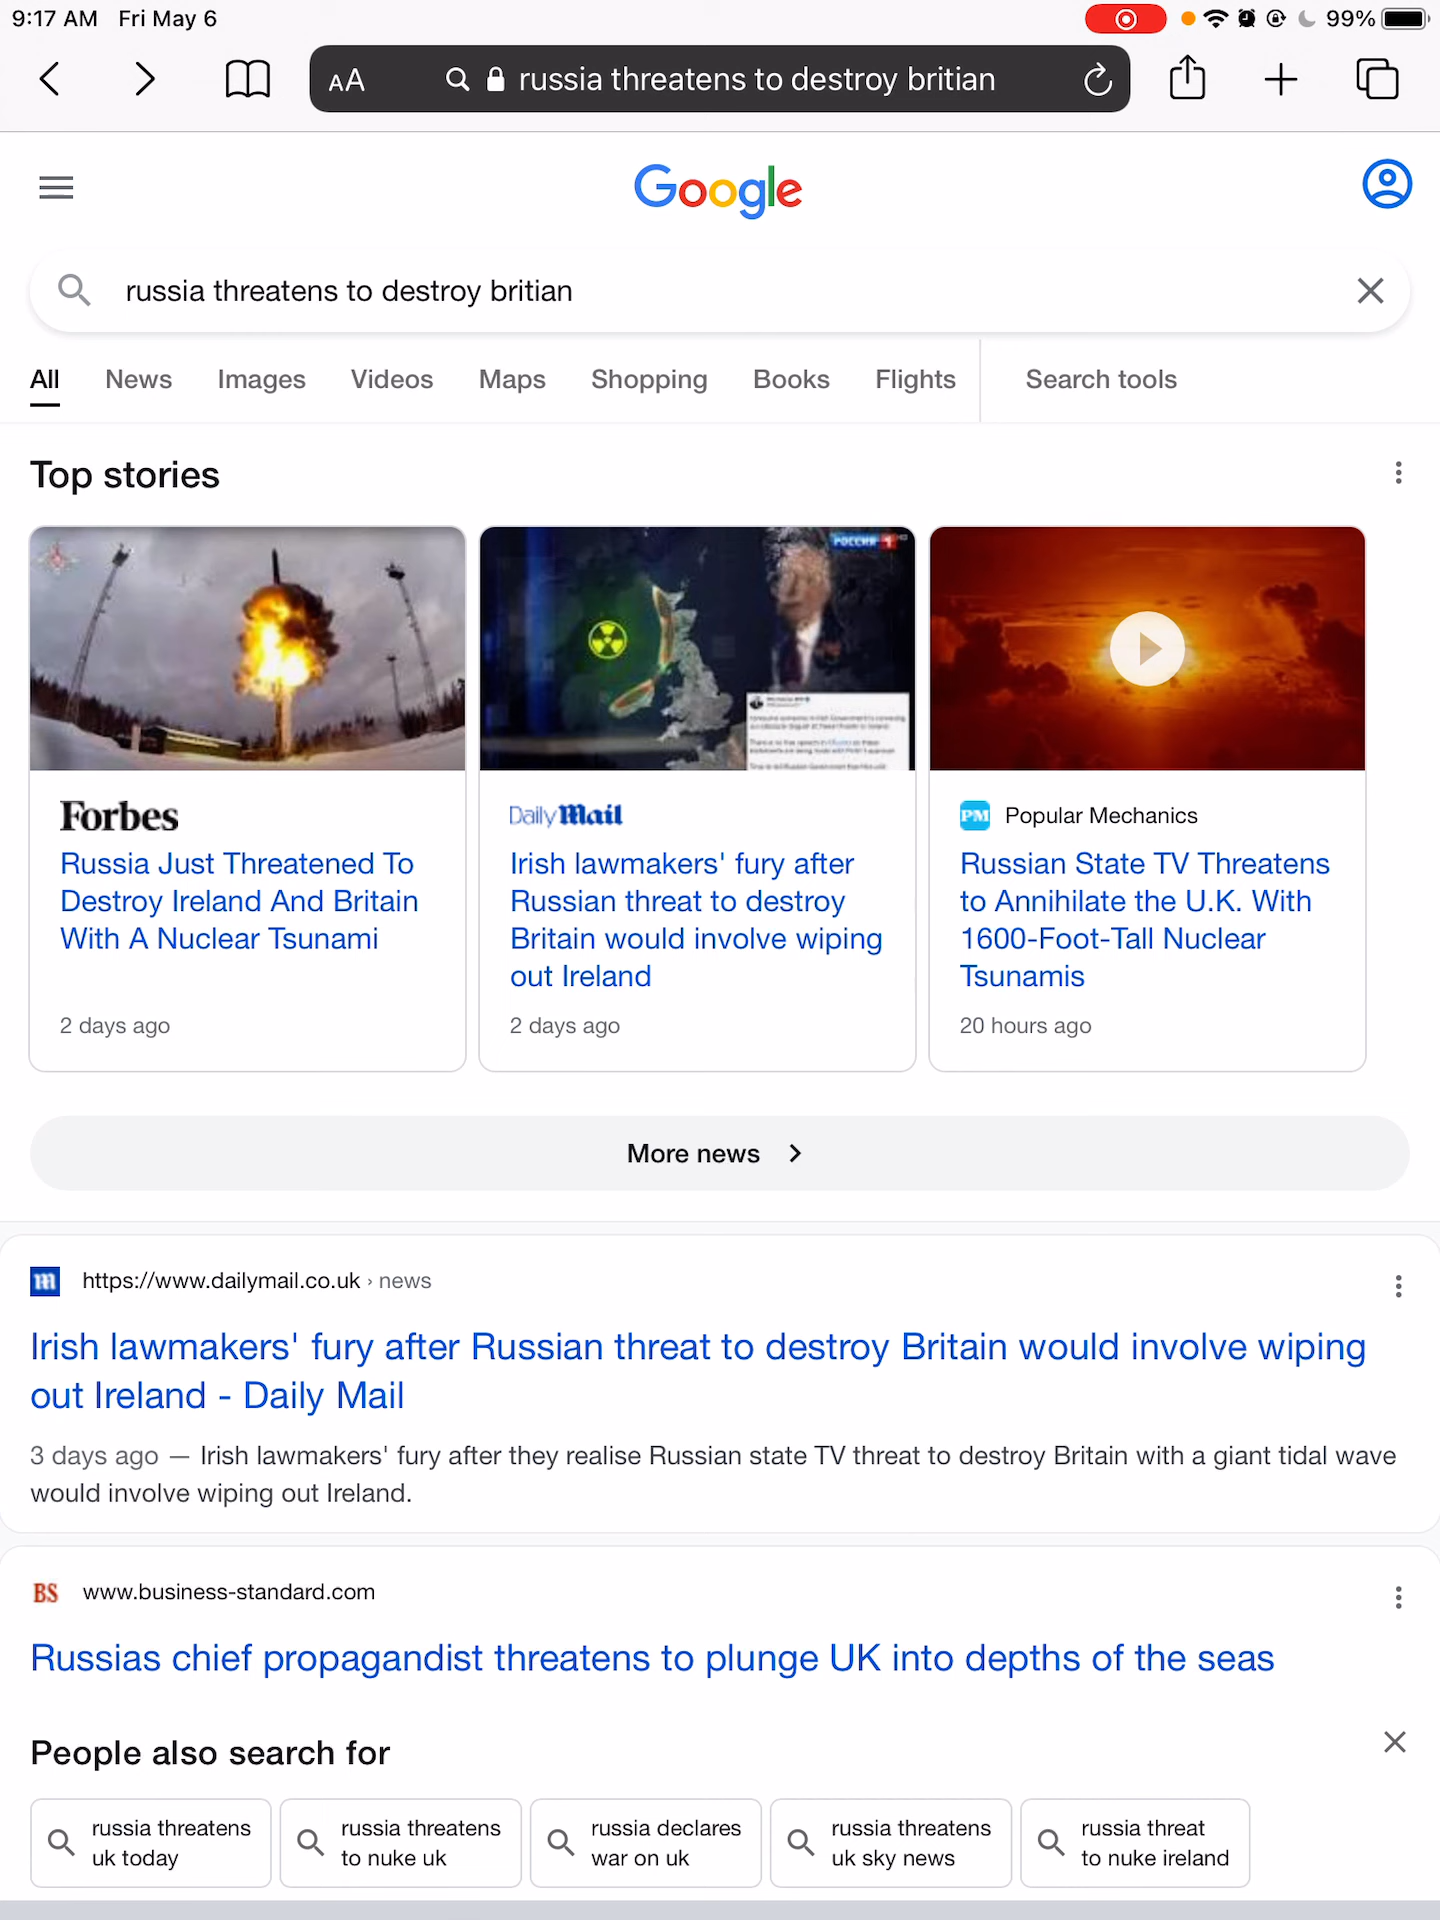 9:17 AM Fri May 6
99%
AA russia threatens to destroy britian
Google
russia threatens to destroy britian
All News Images Videos Maps Shopping Books Flights Search tools
Top stories
РОССИЯ 1
Forbes
Russia Just Threatened To
Destroy Ireland And Britain
With A Nuclear Tsunami
2 days ago
Daily Mail
Irish lawmakers' fury after
Russian threat to destroy
Britain would involve wiping
out Ireland
2 days ago
PM Popular Mechanics
Russian State TV Threatens
to Annihilate the U.K. With
1600-Foot-Tall Nuclear
Tsunamis
20 hours ago
More news
m https://www.dailymail.co.uk › news
Irish lawmakers' fury after Russian threat to destroy Britain would involve wiping
out Ireland - Daily Mail
3 days ago — Irish lawmakers' fury after they realise Russian state TV threat to destroy Britain with a giant tidal wave
would involve wiping out Ireland.
BS www.business-standard.com
Russias chief propagandist threatens to plunge UK into depths of the seas
People also search for
russia threatens
uk today
russia threatens
to nuke uk
russia declares
war on uk
russia threatens
uk sky news
russia threat
to nuke ireland